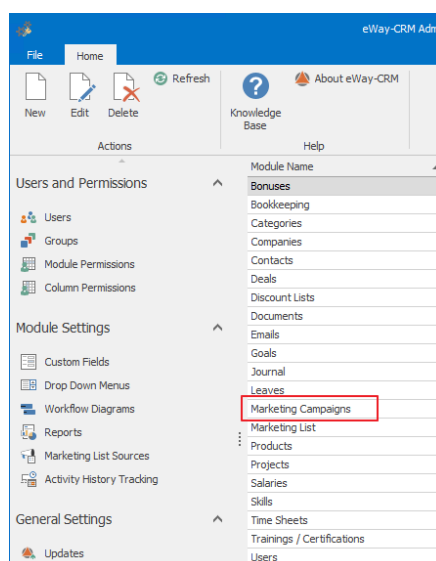 eWay-CRM Adm
File
Home
New
Edit
Delete
Refresh
Actions
Knowledge
Base
About eWay-CRM
Help
Users and Permissions
Users
Groups
Module Permissions
Column Permissions
Module Settings
Custom Fields
Drop Down Menus
Workflow Diagrams
Reports
Marketing List Sources
Activity History Tracking
General Settings
Updates
Module Name
Bonuses
Bookkeeping
Categories
Companies
Contacts
Deals
Discount Lists
Documents
Emails
Goals
Journal
Leaves
Marketing Campaigns
Marketing List
Products
Projects
Salaries
Skills
Time Sheets
Trainings / Certifications
Users